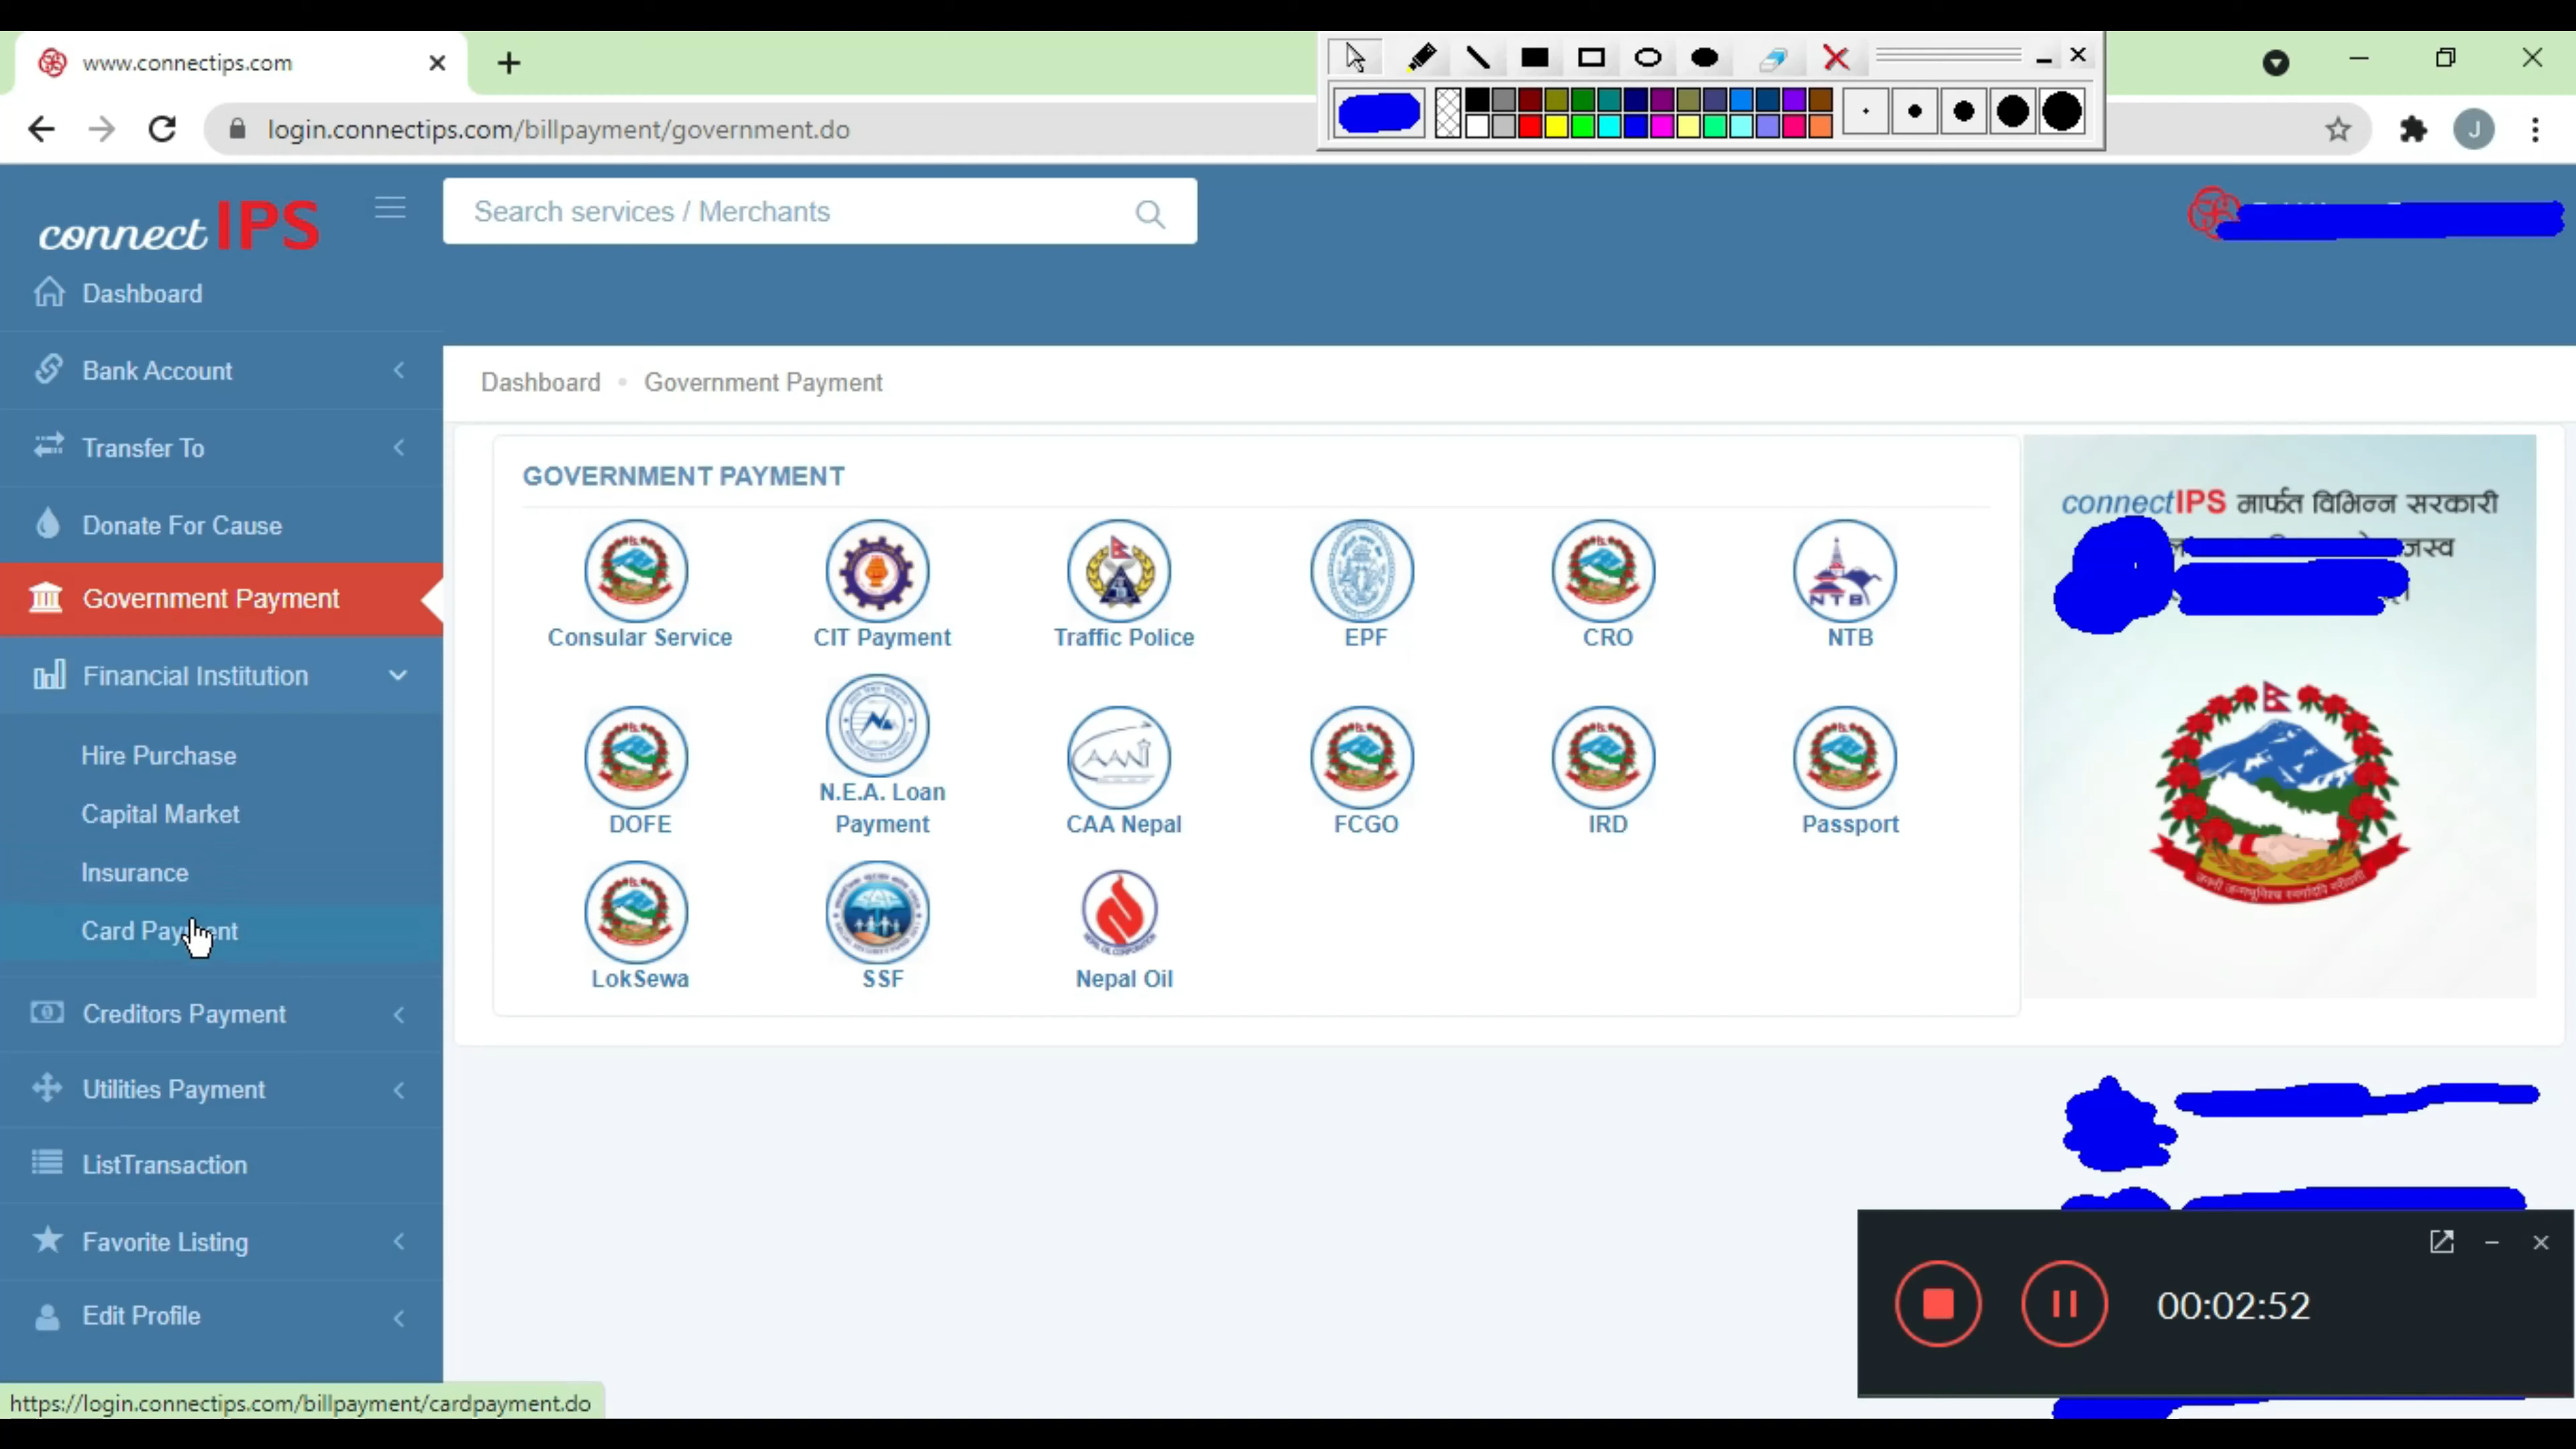 www.connectips.com
login.connectips.com/billpayment/government.do
J
connectIPS
Search services / Merchants
Dashboard
Bank Account
Transfer To
Donate For Cause
Government Payment
Financial Institution
Hire Purchase
Capital Market
Insurance
Card Payment
Creditors Payment
Utilities Payment
ListTransaction
Favorite Listing
Edit Profile
Dashboard • Government Payment
GOVERNMENT PAYMENT
NTB
Consular Service CIT Payment Traffic Police EPF CRO NTB
CAAN
DOFE N.E.A. Loan Payment CAA Nepal FCGO IRD Passport
LokSewa SSF Nepal Oil
connectIPS मार्फत विभिन्न सरकारी
00:02:52
https://login.connectips.com/billpayment/cardpayment.do